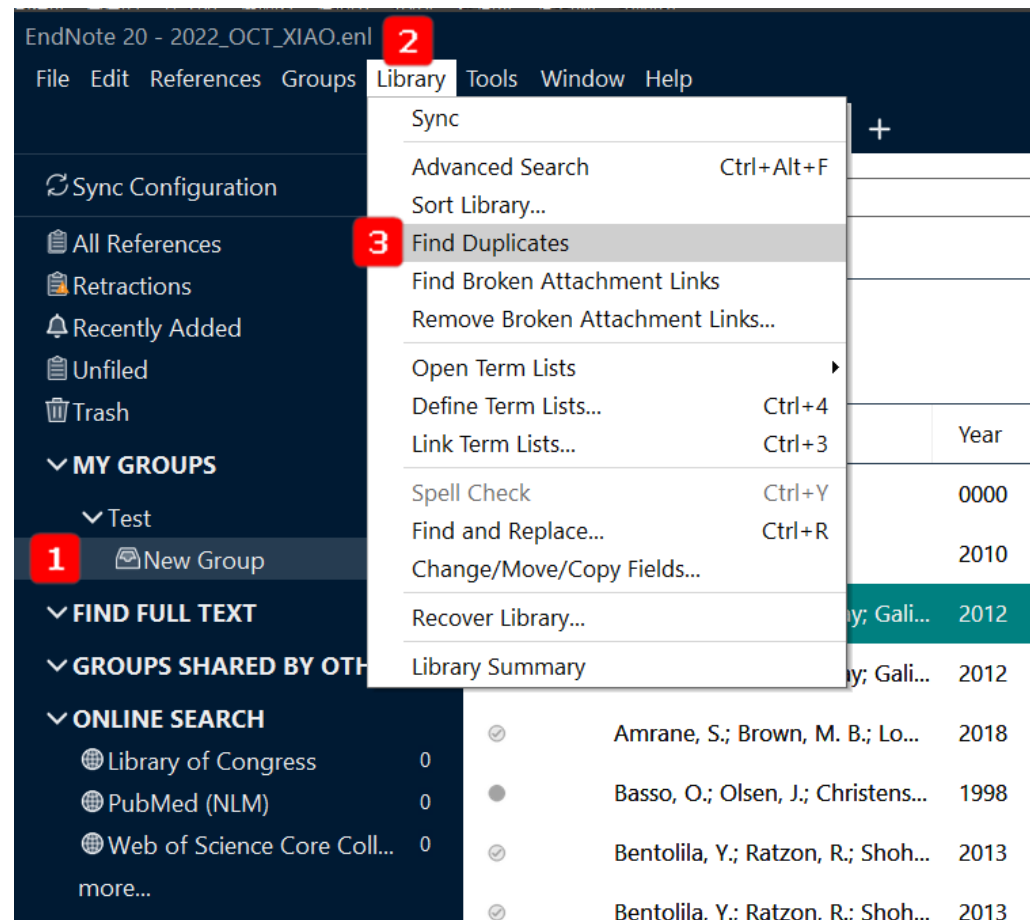 EndNote 20 - 2022_OCT_XIAO.enl
2
File Edit References Groups Library Tools Window Help
Sync
+
Advanced Search Ctrl+Alt+F
Sync Configuration
Sort Library...
All References
3 Find Duplicates
Retractions
Find Broken Attachment Links
Recently Added
Remove Broken Attachment Links...
Unfiled
Open Term Lists
Trash
Define Term Lists... Ctrl+4
Link Term Lists... Ctrl+3
Year
MY GROUPS
Spell Check Ctrl+Y
0000
Test
Find and Replace... Ctrl+R
1 New Group
Change/Move/Copy Fields...
2010
FIND FULL TEXT
Recover Library...
ay; Gali... 2012
GROUPS SHARED BY OTH
Library Summary
ay; Gali... 2012
ONLINE SEARCH
Amrane, S.; Brown, M. B.; Lo... 2018
Library of Congress 0
PubMed (NLM) 0
Basso, O.; Olsen, J.; Christens... 1998
Web of Science Core Coll... 0
Bentolila, Y.; Ratzon, R.; Shoh... 2013
more...
Bentolila, Y.; Ratzon, R.; Shoh... 2013